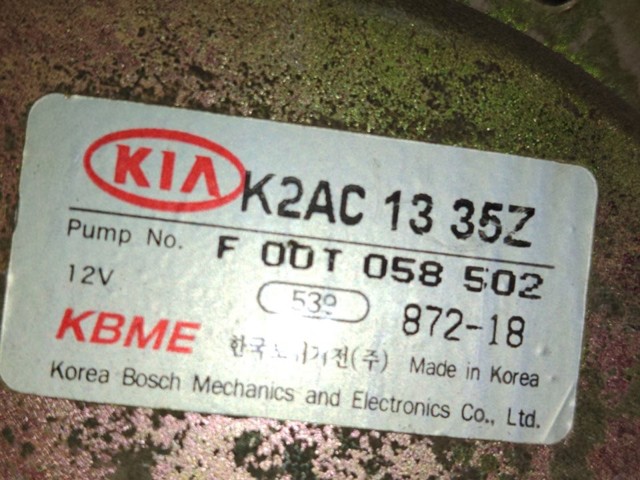 KIA K2AC 13 35Z
Pump No. F 00T 058 502
12V 539 872-18
KBME Made in Korea
Korea Bosch Mechanics and Electronics Co., Ltd.